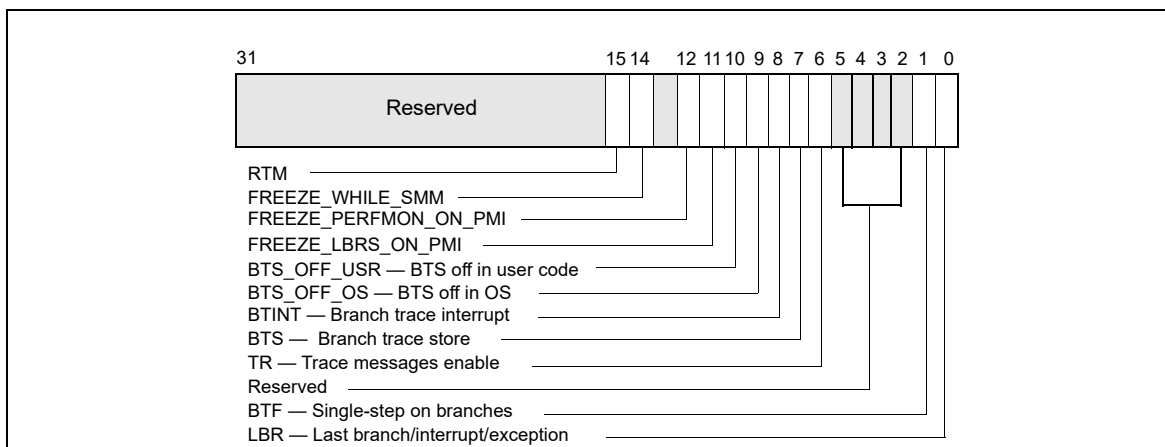 31 15 14 12 11 10 9 8 7 6 5 4 3 2 1 0
Reserved
RTM
FREEZE_WHILE_SMM
FREEZE_PERFMON_ON_PMI
FREEZE_LBRS_ON_PMI
BTS_OFF_USR — BTS off in user code
BTS_OFF_OS — BTS off in OS
BTINT — Branch trace interrupt
BTS — Branch trace store
TR — Trace messages enable
Reserved
BTF — Single-step on branches
LBR — Last branch/interrupt/exception